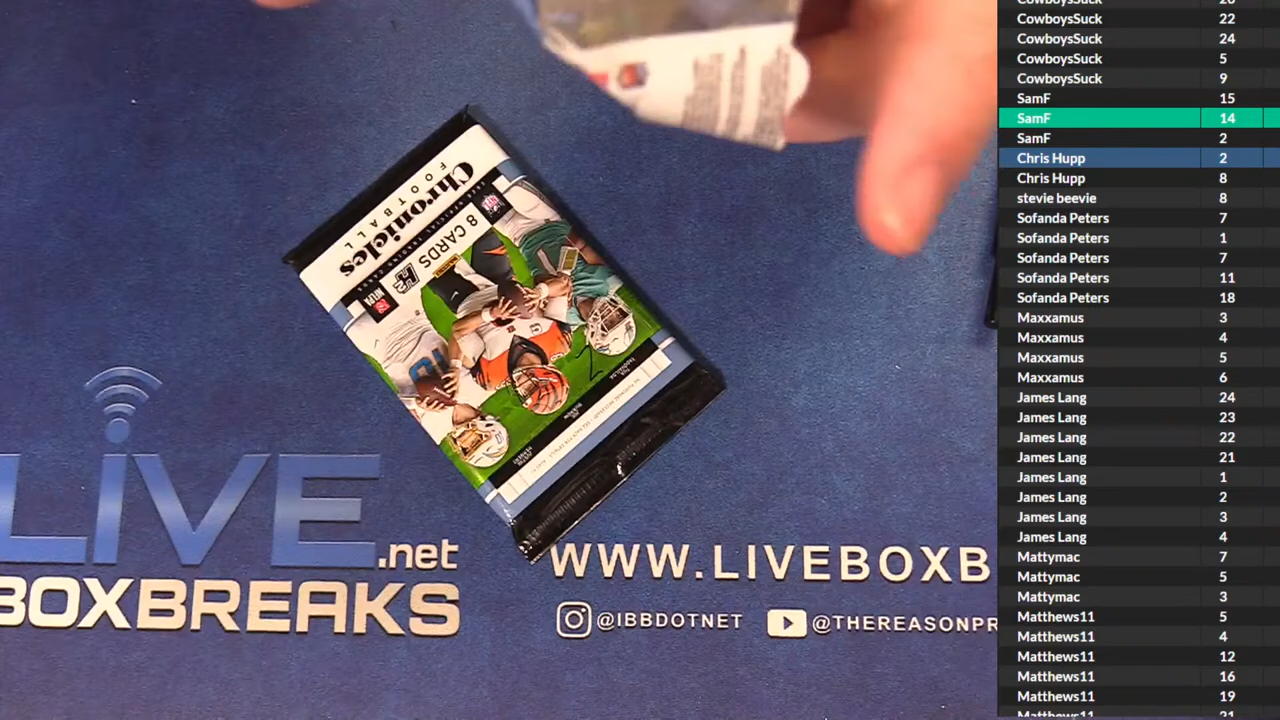 CowboysSuck 22
CowboysSuck 24
CowboysSuck 5
CowboysSuck 9
SamF 15
SamF 14
SamF 2
Chris Hupp 2
Chris Hupp 8
stevie beevie 8
Sofanda Peters 7
Sofanda Peters 1
Sofanda Peters 7
Sofanda Peters 11
Sofanda Peters 18
Maxxamus 3
Maxxamus 4
Maxxamus 5
Maxxamus 6
James Lang 24
James Lang 23
James Lang 22
James Lang 21
James Lang 1
James Lang 2
James Lang 3
James Lang 4
Mattymac 7
Mattymac 5
Mattymac 3
Matthews11 5
Matthews11 4
Matthews11 12
Matthews11 16
Matthews11 19
Chronicles
FOOTBALL
8 CARDS
H2
NFLPA
2
LiVE.net
BOXBREAKS
WWW.LIVEBOXB
@IBBDOTNET
@THEREASONPR